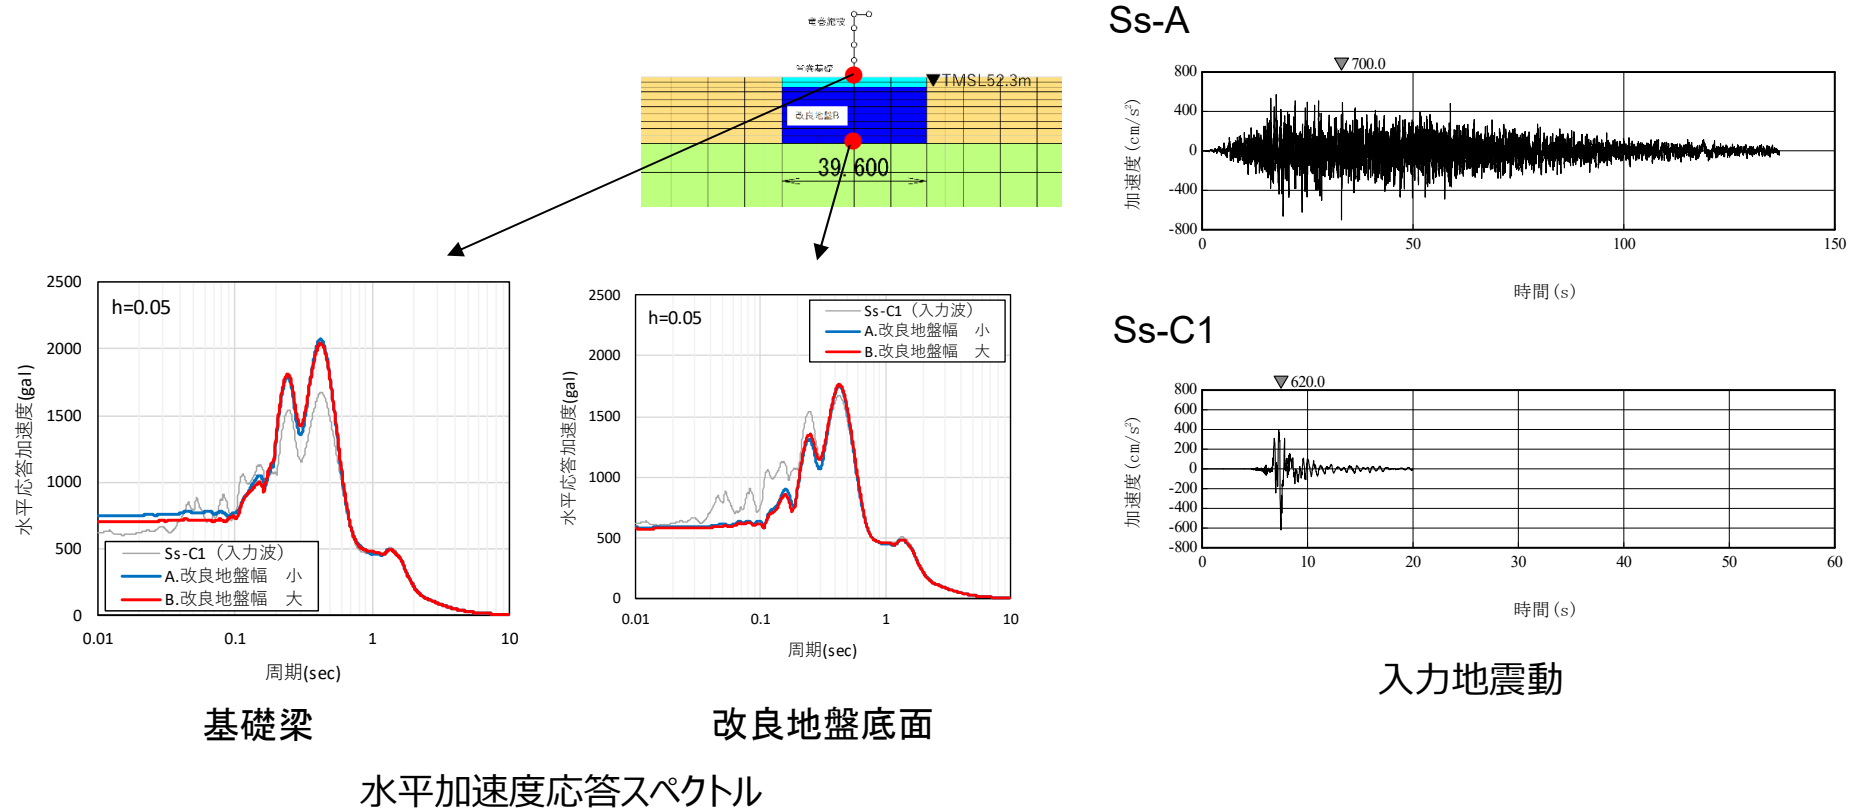 ▼TMSL52.3m
改良地盤B
39.600
2500
2000
1500
1000
500
0
0.01
0.1
1
10
h=0.05
水平応答加速度(gal)
Ss-C1（入力波）
A.改良地盤幅　小
B.改良地盤幅　大
周期(sec)
基礎梁
2500
2000
1500
1000
500
0
0.01
0.1
1
10
h=0.05
水平応答加速度(gal)
Ss-C1（入力波）
A.改良地盤幅　小
B.改良地盤幅　大
周期(sec)
改良地盤底面
水平加速度応答スペクトル
Ss-A
▼700.0
800
400
0
-400
-800
加速度(cm/s²)
0
50
100
150
時間(s)
Ss-C1
▼620.0
800
600
400
200
0
-200
-400
-600
-800
加速度(cm/s²)
0
10
20
30
40
50
60
時間(s)
入力地震動